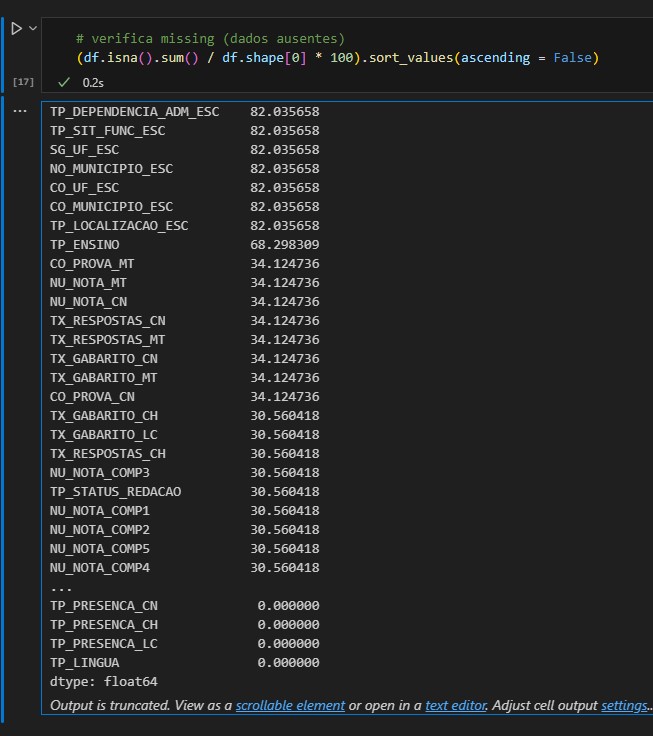 # verifica missing (dados ausentes)
(df.isna().sum() / df.shape[0] * 100).sort_values(ascending = False)
[17] ✓ 0.2s
... TP_DEPENDENCIA_ADM_ESC 82.035658
TP_SIT_FUNC_ESC 82.035658
SG_UF_ESC 82.035658
NO_MUNICIPIO_ESC 82.035658
CO_UF_ESC 82.035658
CO_MUNICIPIO_ESC 82.035658
TP_LOCALIZACAO_ESC 82.035658
TP_ENSINO 68.298309
CO_PROVA_MT 34.124736
NU_NOTA_MT 34.124736
NU_NOTA_CN 34.124736
TX_RESPOSTAS_CN 34.124736
TX_RESPOSTAS_MT 34.124736
TX_GABARITO_CN 34.124736
TX_GABARITO_MT 34.124736
CO_PROVA_CN 34.124736
TX_GABARITO_CH 30.560418
TX_GABARITO_LC 30.560418
TX_RESPOSTAS_CH 30.560418
NU_NOTA_COMP3 30.560418
TP_STATUS_REDACAO 30.560418
NU_NOTA_COMP1 30.560418
NU_NOTA_COMP2 30.560418
NU_NOTA_COMP5 30.560418
NU_NOTA_COMP4 30.560418
...
TP_PRESENCA_CN 0.000000
TP_PRESENCA_CH 0.000000
TP_PRESENCA_LC 0.000000
TP_LINGUA 0.000000
dtype: float64
Output is truncated. View as a scrollable element or open in a text editor. Adjust cell output settings...